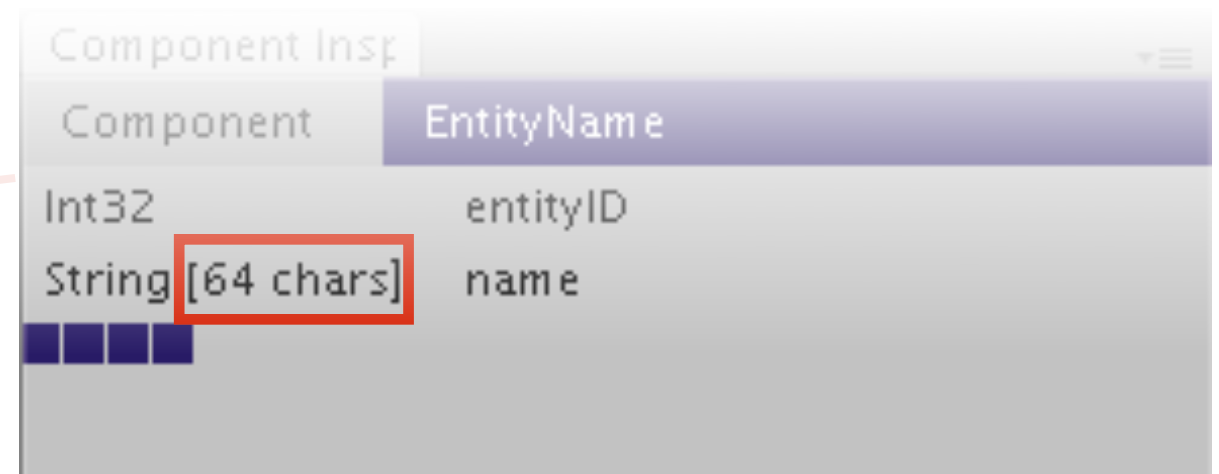 Component Insp
Component EntityName
Int32 entityID
String [64 chars] name